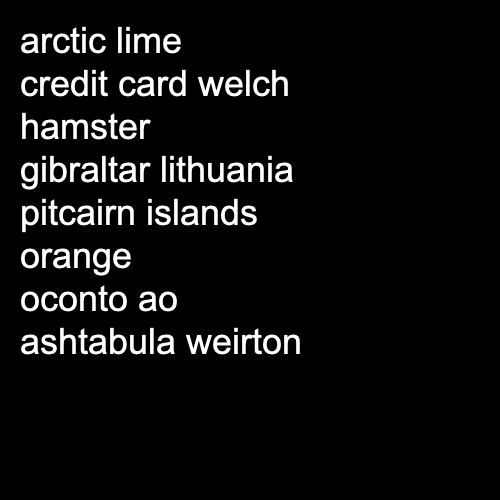 arctic lime
credit card welch
hamster
gibraltar lithuania
pitcairn islands
orange
oconto ao
ashtabula weirton